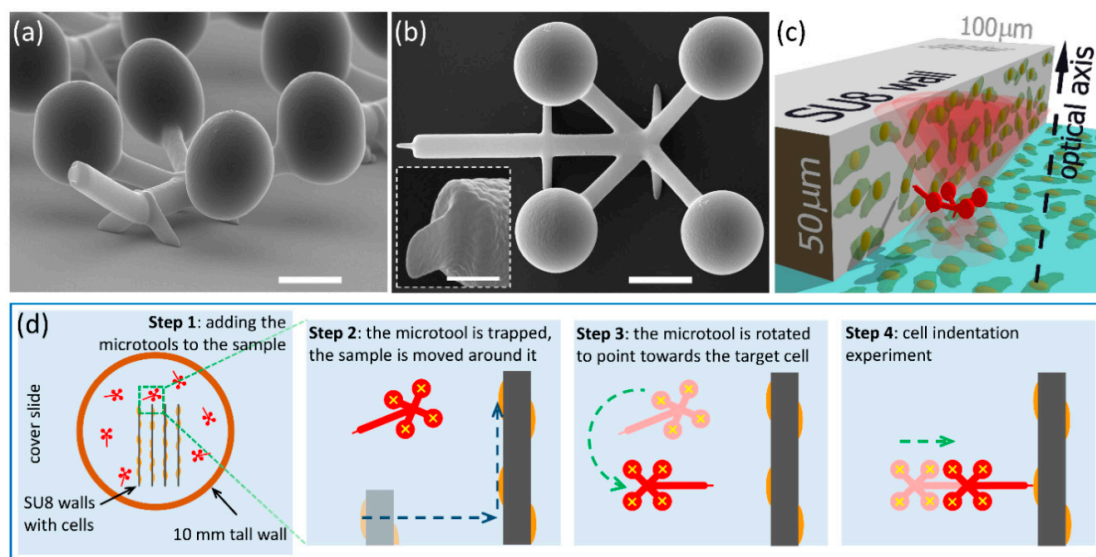 (a)
(b)
(c)
100μm
SU8 wall
50μm
optical axis
(d)
Step 1: adding the
microtools to the sample
cover slide
SU8 walls
with cells
10 mm tall wall
Step 2: the microtool is trapped,
the sample is moved around it
Step 3: the microtool is rotated
to point towards the target cell
Step 4: cell indentation
experiment